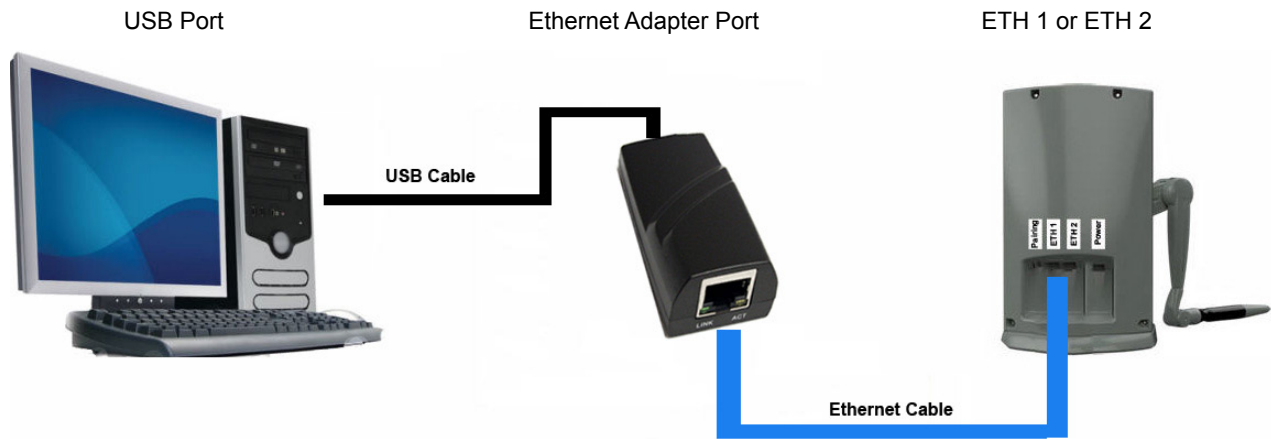 USB Port
Ethernet Adapter Port
ETH 1 or ETH 2
USB Cable
LINK
ACT
Pairing
ETH 1
ETH 2
Power
Ethernet Cable